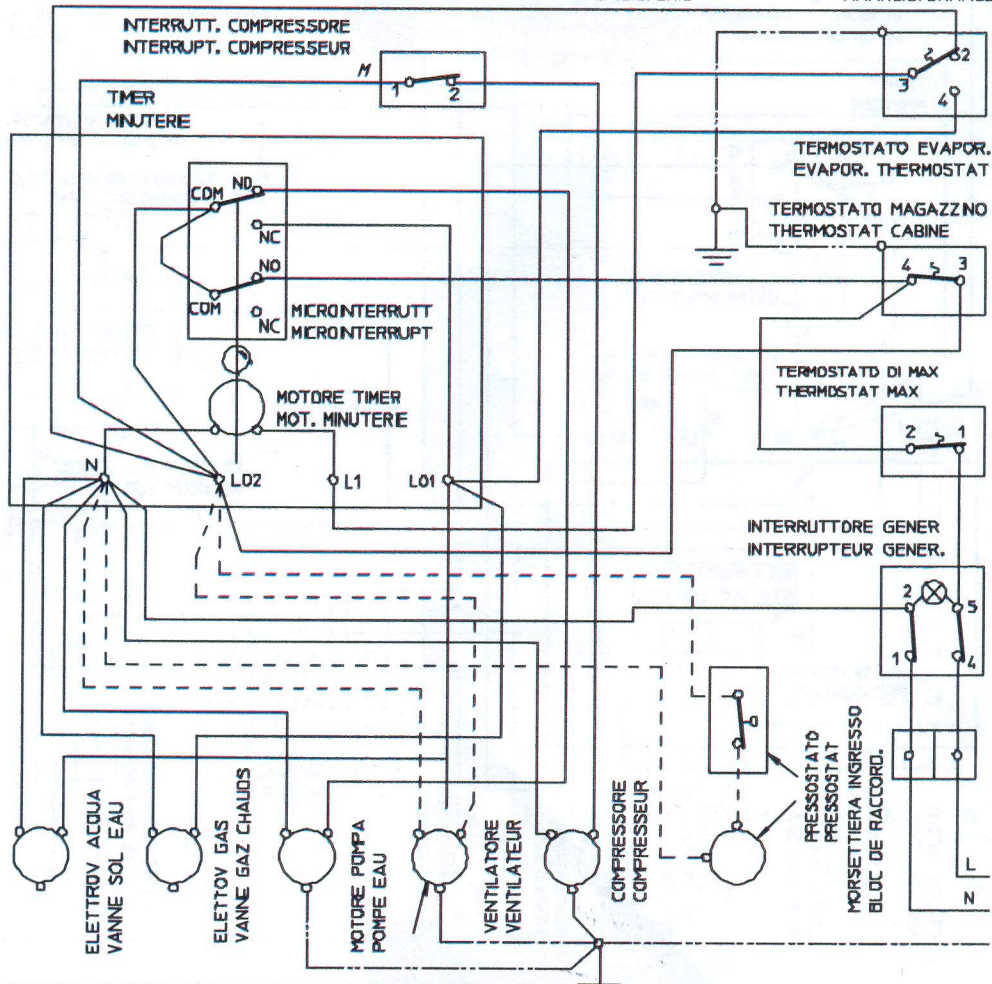 INTERRUTT. COMPRESSORE
INTERRUPT. COMPRESSEUR
M
1
2
TIMER
MINUTERIE
3
2
4
TERMOSTATO EVAPOR.
EVAPOR. THERMOSTAT
COM
NO
NC
NO
COM
NC
MICROINTERRUTT
MICROINTERRUPT
TERMOSTATO MAGAZZINO
THERMOSTAT CABINE
4
3
MOTORE TIMER
MOT. MINUTERIE
TERMOSTATO DI MAX
THERMOSTAT MAX
2
1
N
L02
L1
L01
INTERRUTTORE GENER
INTERRUPTEUR GENER.
2
5
1
4
ELETTROV ACQUA
VANNE SOL EAU
ELETTOV GAS
VANNE GAZ CHAUDS
MOTORE POMPA
POMPE EAU
VENTILATORE
VENTILATEUR
COMPRESSORE
COMPRESSEUR
PRESSOSTATO
PRESSOSTAT
MORSETTIERA INGRESSO
BLOC DE RACCORD.
L
N